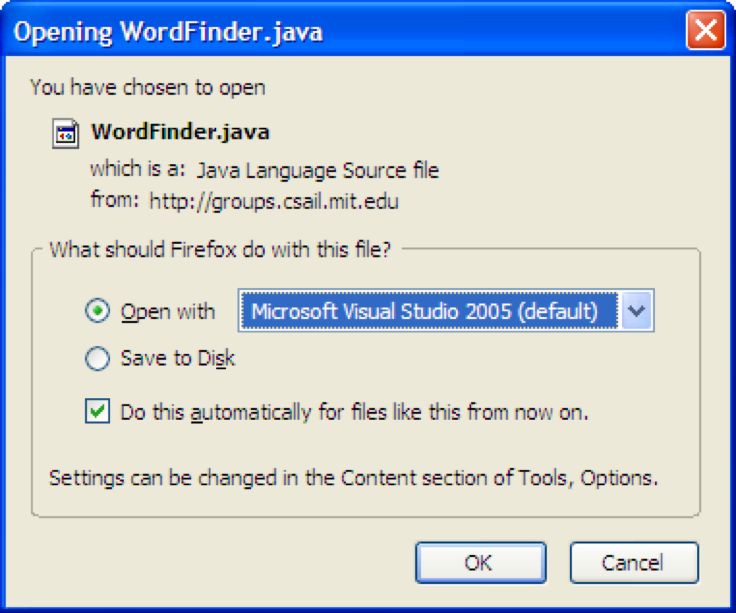 Opening WordFinder.java
You have chosen to open
WordFinder.java
which is a: Java Language Source file
from: http://groups.csail.mit.edu
What should Firefox do with this file?
Open with Microsoft Visual Studio 2005 (default)
Save to Disk
Do this automatically for files like this from now on.
Settings can be changed in the Content section of Tools, Options.
OK Cancel